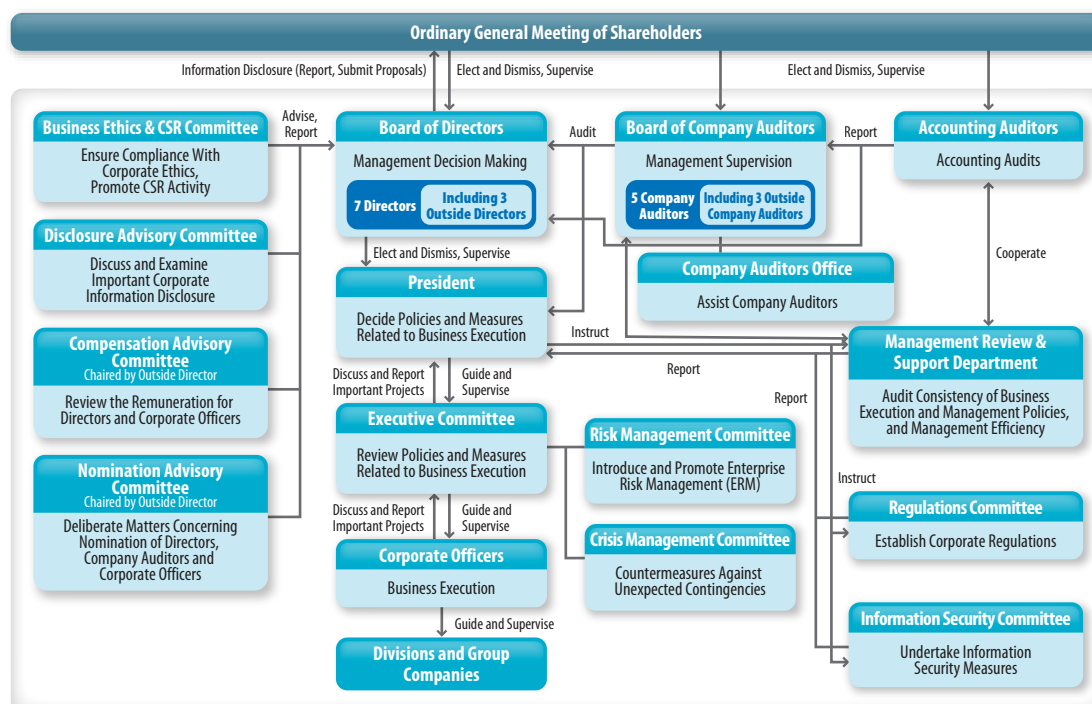 Ordinary General Meeting of Shareholders
Information Disclosure (Report, Submit Proposals)
Elect and Dismiss, Supervise
Elect and Dismiss, Supervise
Business Ethics & CSR Committee
Ensure Compliance With
Corporate Ethics,
Promote CSR Activity
Advise,
Report
Board of Directors
Management Decision Making
7 Directors
Including 3
Outside Directors
Audit
Board of Company Auditors
Management Supervision
5 Company
Auditors
Including 3 Outside
Company Auditors
Report
Accounting Auditors
Accounting Audits
Disclosure Advisory Committee
Discuss and Examine
Important Corporate
Information Disclosure
Elect and Dismiss, Supervise
Company Auditors Office
Assist Company Auditors
Cooperate
President
Decide Policies and Measures
Related to Business Execution
Instruct
Report
Compensation Advisory
Committee
Chaired by Outside Director
Review the Remuneration for
Directors and Corporate Officers
Management Review &
Support Department
Audit Consistency of Business
Execution and Management Policies,
and Management Efficiency
Discuss and Report
Important Projects
Guide and
Supervise
Report
Executive Committee
Review Policies and Measures
Related to Business Execution
Risk Management Committee
Introduce and Promote Enterprise
Risk Management (ERM)
Nomination Advisory
Committee
Chaired by Outside Director
Deliberate Matters Concerning
Nomination of Directors,
Company Auditors and
Corporate Officers
Instruct
Discuss and Report
Important Projects
Guide and
Supervise
Regulations Committee
Establish Corporate Regulations
Corporate Officers
Business Execution
Crisis Management Committee
Countermeasures Against
Unexpected Contingencies
Guide and Supervise
Information Security Committee
Undertake Information
Security Measures
Divisions and Group
Companies